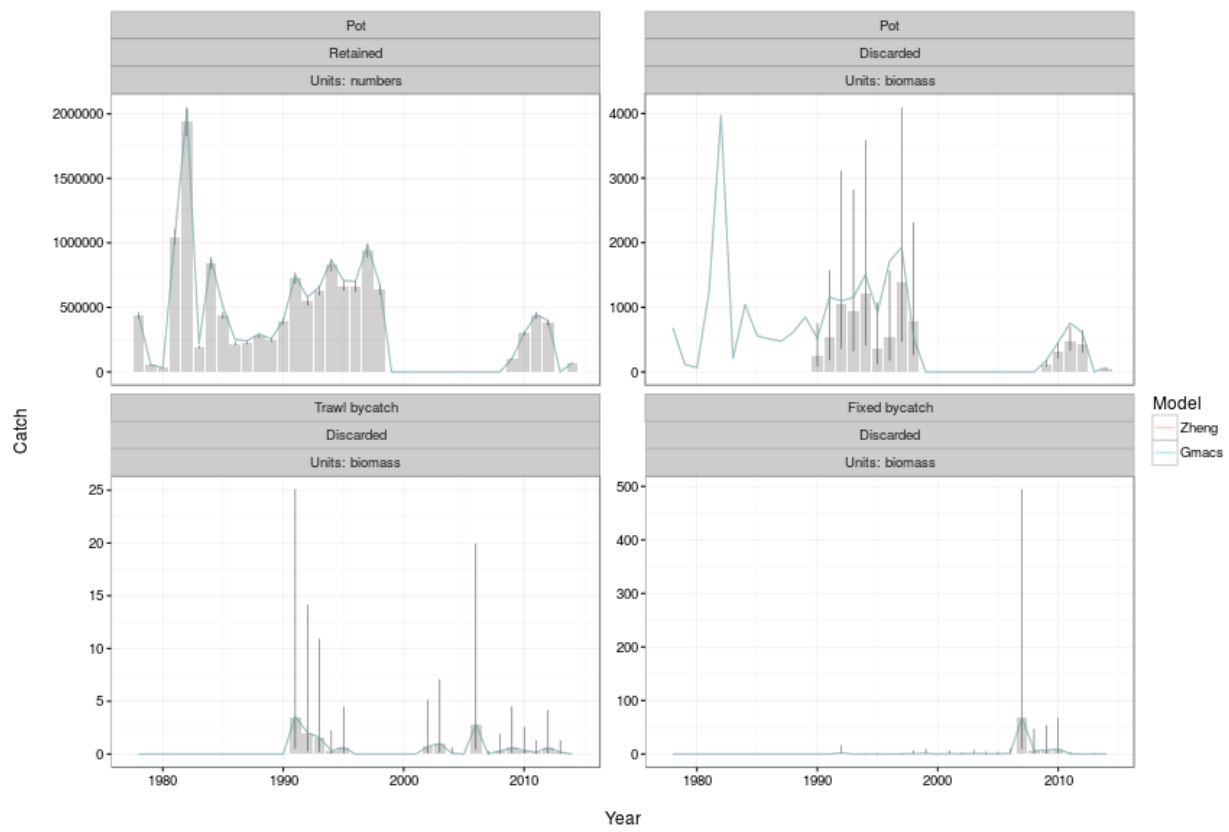 Pot
Retained
Units: numbers
2000000
1500000
1000000
500000
0
Pot
Discarded
Units: biomass
4000
3000
2000
1000
0
Catch
Trawl bycatch
Discarded
Units: biomass
25
20
15
10
5
0
1980 1990 2000 2010
Fixed bycatch
Discarded
Units: biomass
500
400
300
200
100
0
1980 1990 2000 2010
Model
Zheng
Gmacs
Year